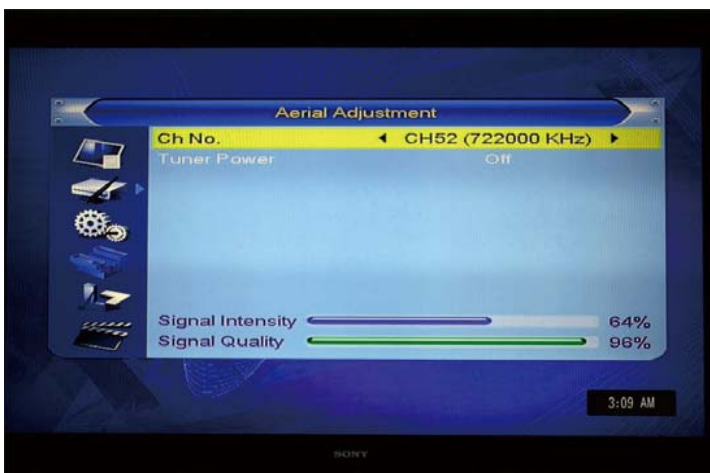 Aerial Adjustment
Ch No. CH52 (722000 KHz)
Tuner Power Off
Signal Intensity 64%
Signal Quality 96%
3:09 AM
SONY